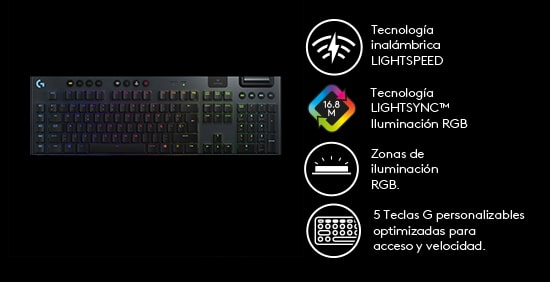 Tecnología
inalámbrica
LIGHTSPEED
16.8
M
Tecnología
LIGHTSYNC™
Iluminación RGB
Zonas de
iluminación
RGB.
5 Teclas G personalizables
optimizadas para
acceso y velocidad.